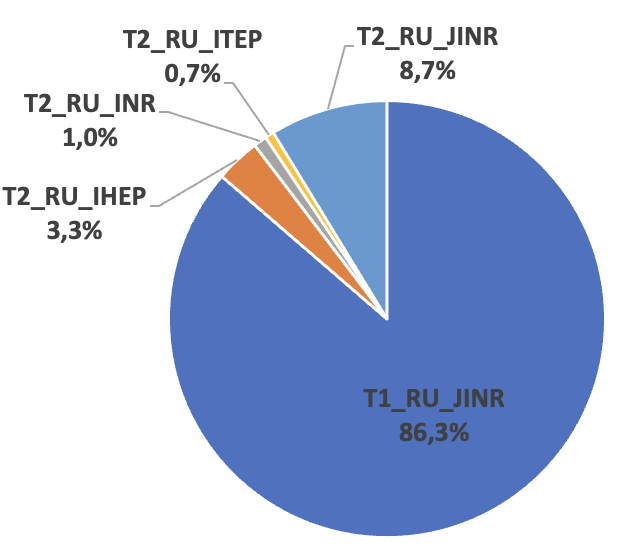 T2_RU_ITEP
0,7%
T2_RU_JINR
8,7%
T2_RU_INR
1,0%
T2_RU_IHEP
3,3%
T1_RU_JINR
86,3%